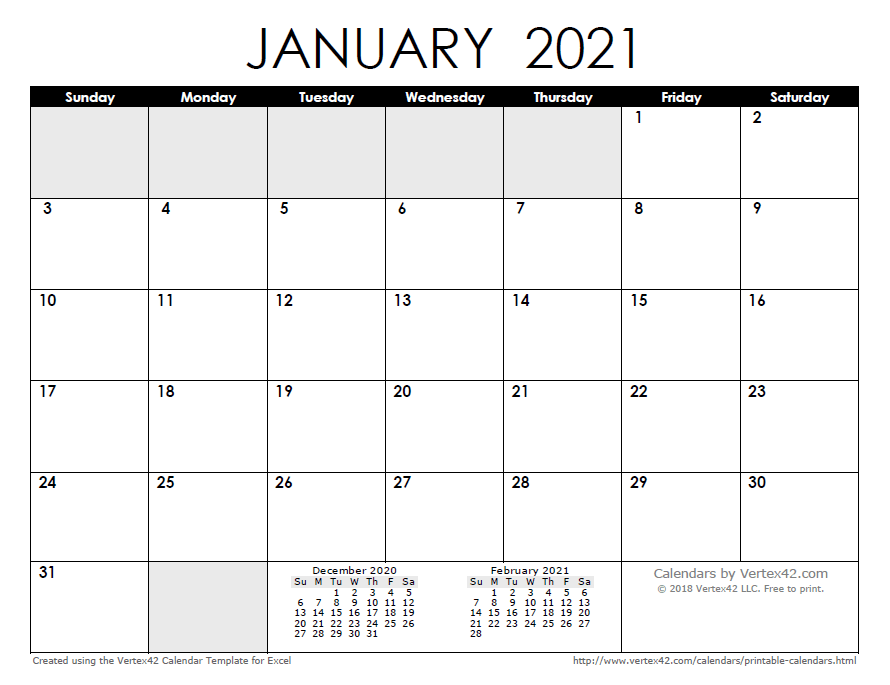 JANUARY 2021
Sunday Monday Tuesday Wednesday Thursday Friday Saturday
1 2
3 4 5 6 7 8 9
10 11 12 13 14 15 16
17 18 19 20 21 22 23
24 25 26 27 28 29 30
31
December 2020
Su M Tu W Th F Sa
1 2 3 4 5
6 7 8 9 10 11 12
13 14 15 16 17 18 19
20 21 22 23 24 25 26
27 28 29 30 31
February 2021
Su M Tu W Th F Sa
1 2 3 4 5 6
7 8 9 10 11 12 13
14 15 16 17 18 19 20
21 22 23 24 25 26 27
28
Calendars by Vertex42.com
© 2018 Vertex42 LLC. Free to print.
Created using the Vertex42 Calendar Template for Excel
http://www.vertex42.com/calendars/printable-calendars.html